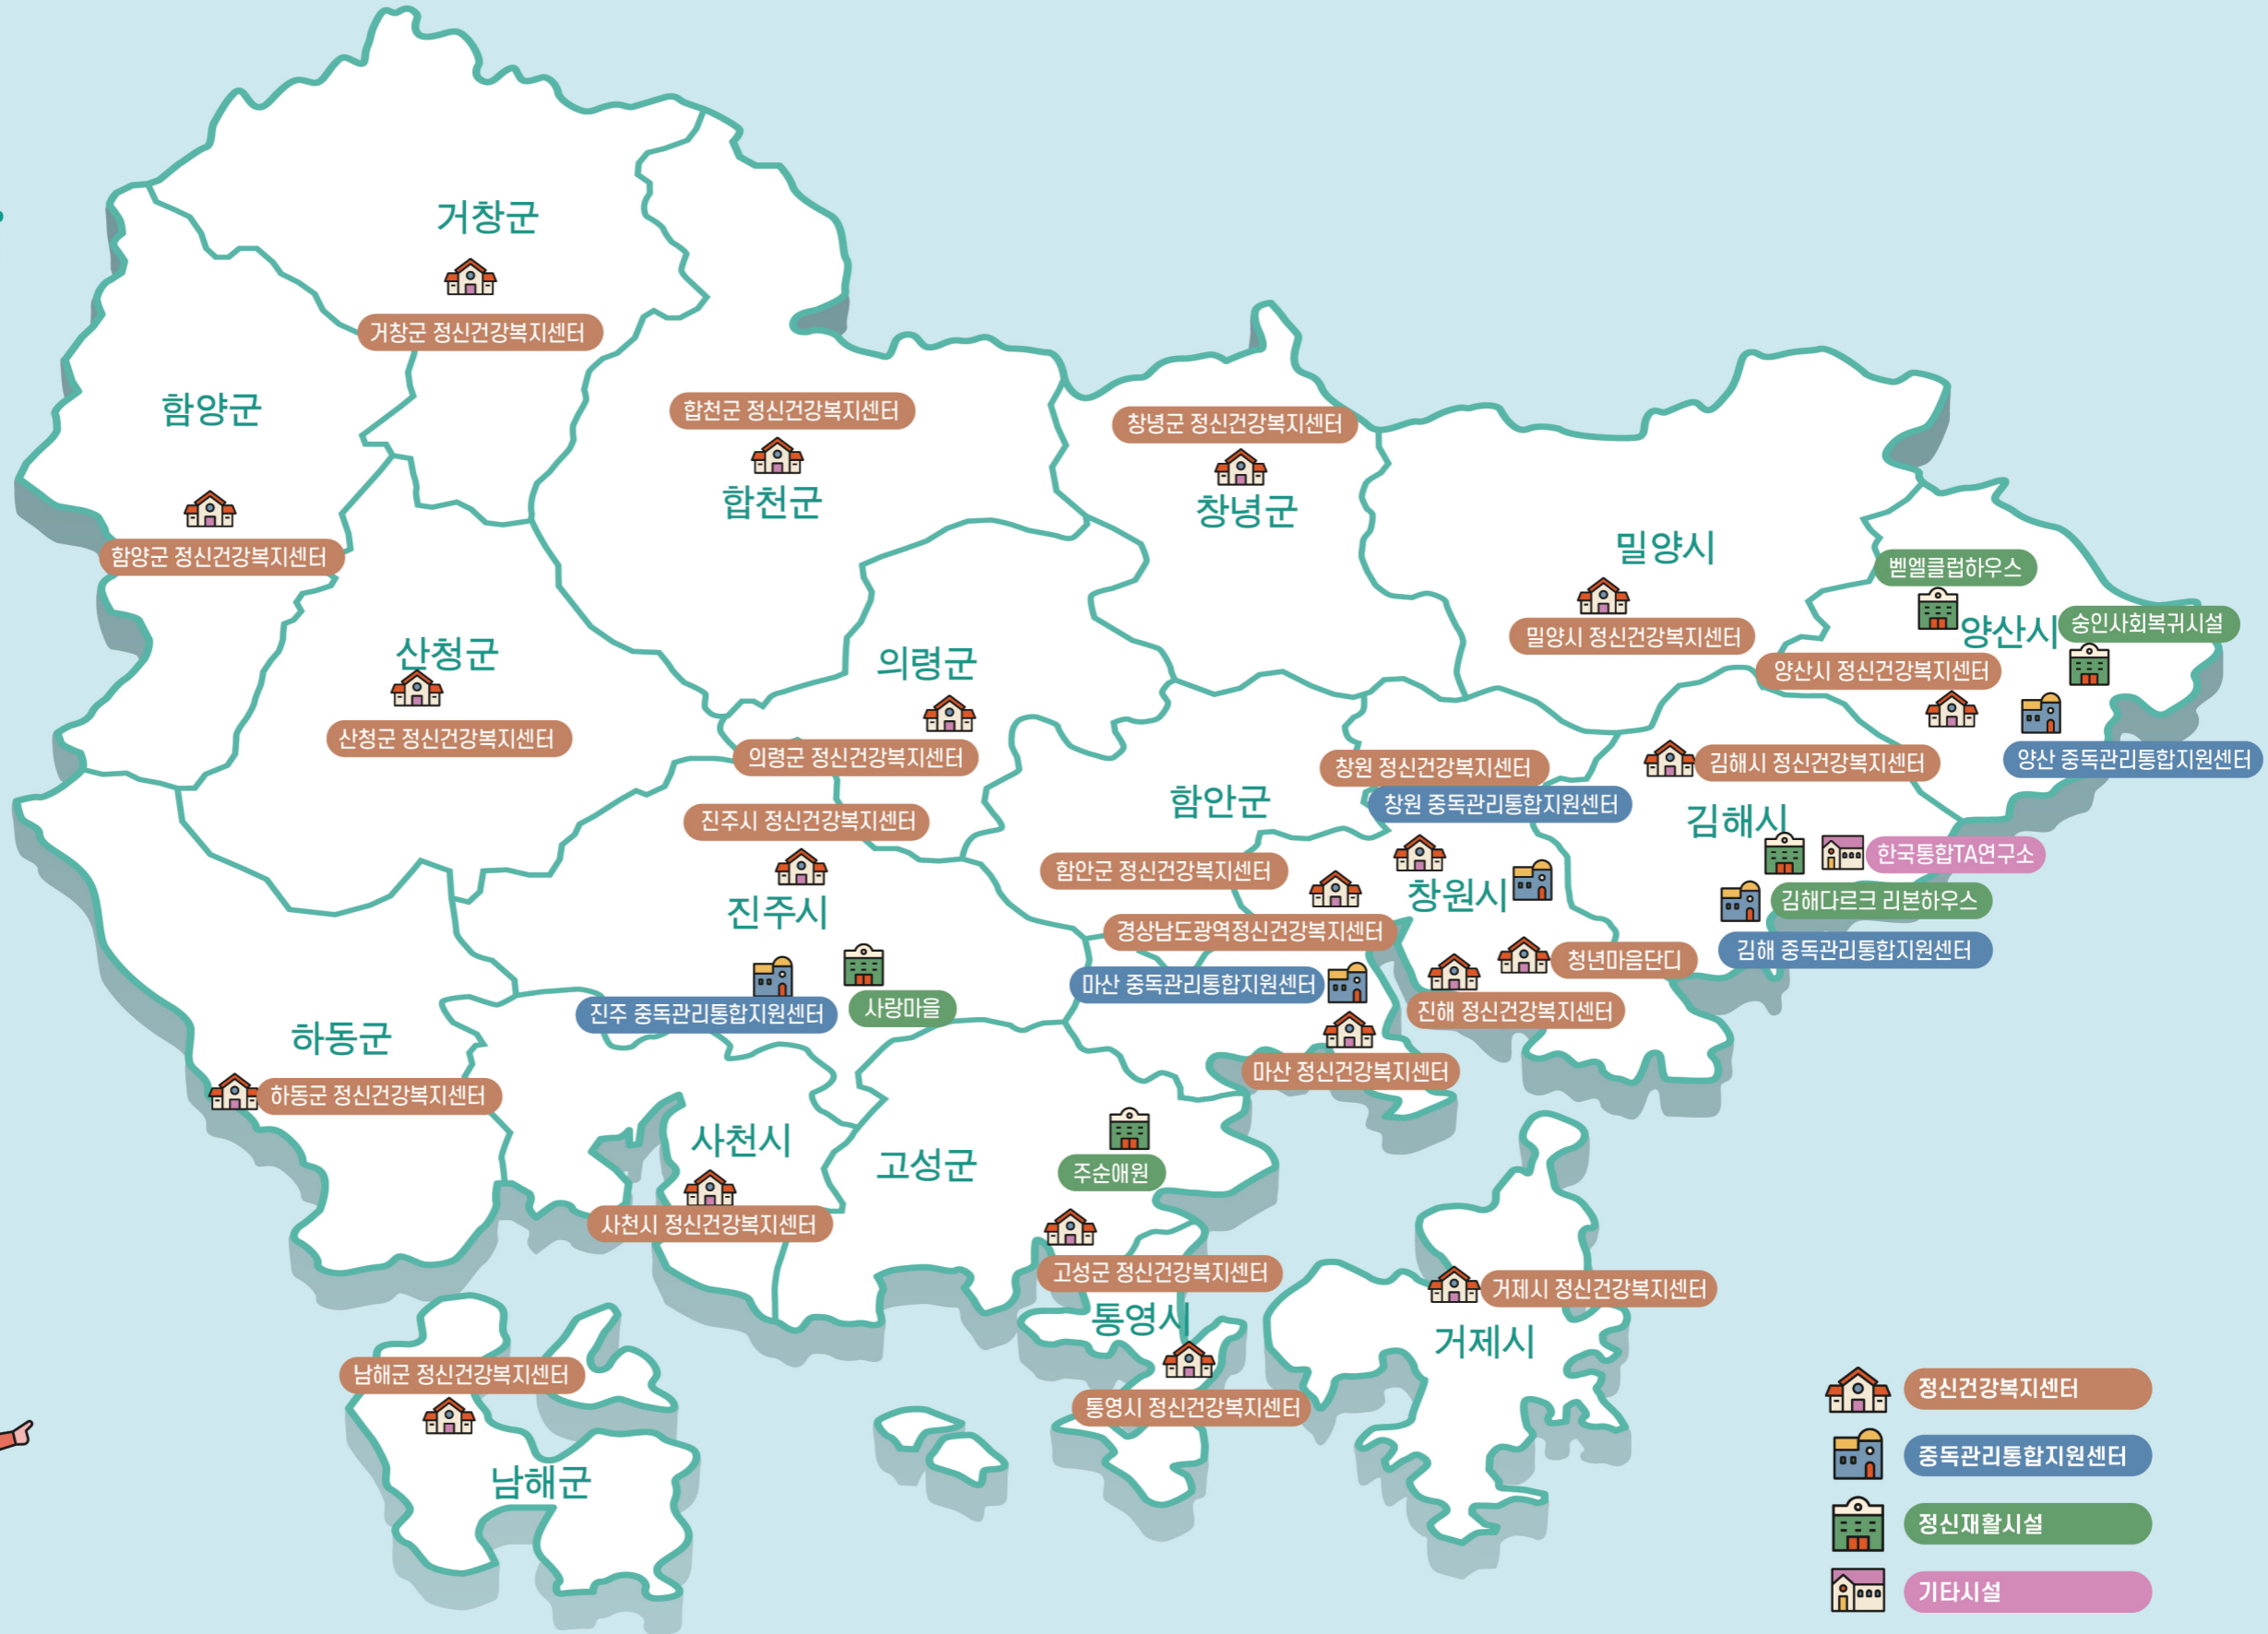 거창군
거창군 정신건강복지센터
함양군
함양군 정신건강복지센터
합천군 정신건강복지센터
합천군
창녕군 정신건강복지센터
창녕군
밀양시
밀양시 정신건강복지센터
벧엘클럽하우스
양산시
숭인사회복귀시설
양산시 정신건강복지센터
양산 중독관리통합지원센터
산청군
산청군 정신건강복지센터
의령군
의령군 정신건강복지센터
진주시 정신건강복지센터
진주시
진주 중독관리통합지원센터
사랑마을
함안군
함안군 정신건강복지센터
창원 정신건강복지센터
창원 중독관리통합지원센터
창원시
경상남도광역정신건강복지센터
마산 중독관리통합지원센터
마산 정신건강복지센터
청년마음단디
진해 정신건강복지센터
김해시 정신건강복지센터
김해시
한국통합TA연구소
김해다르크 리본하우스
김해 중독관리통합지원센터
하동군
하동군 정신건강복지센터
사천시
사천시 정신건강복지센터
고성군
주순애원
고성군 정신건강복지센터
통영시
통영시 정신건강복지센터
거제시 정신건강복지센터
거제시
남해군 정신건강복지센터
남해군
정신건강복지센터
중독관리통합지원센터
정신재활시설
기타시설